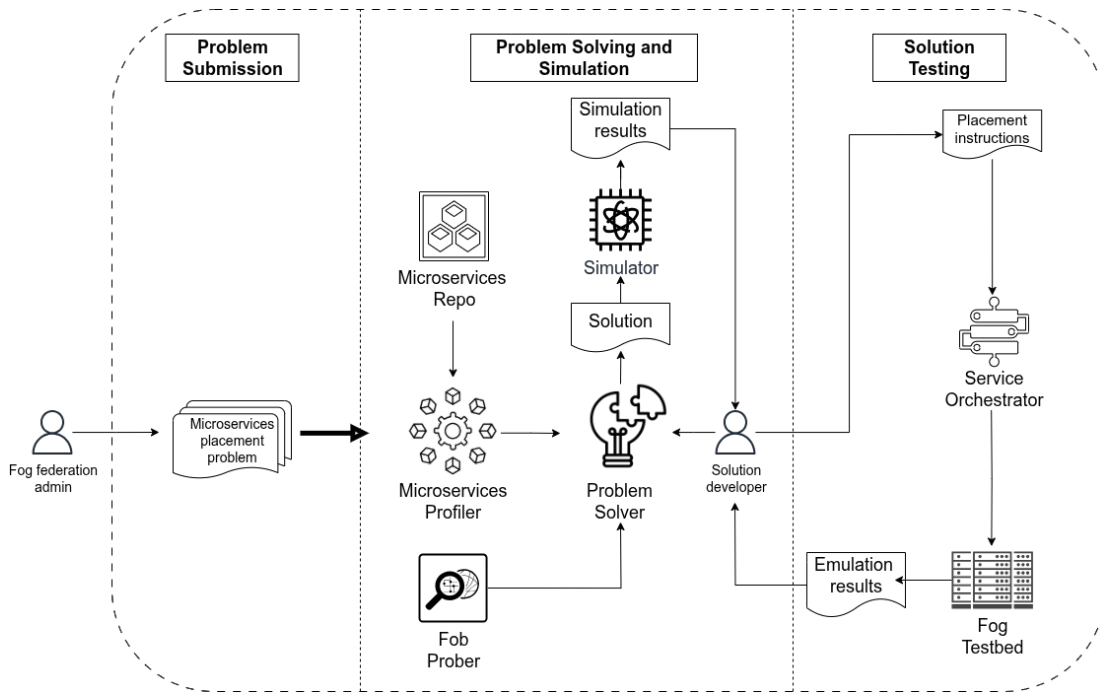 Problem
Submission
Problem Solving and
Simulation
Solution
Testing
Simulation
results
Placement
instructions
Simulator
Microservices
Repo
Solution
Service
Orchestrator
Microservices
placement
problem
Fog federation
admin
Microservices
Profiler
Problem
Solver
Solution
developer
Emulation
results
Fob
Prober
Fog
Testbed